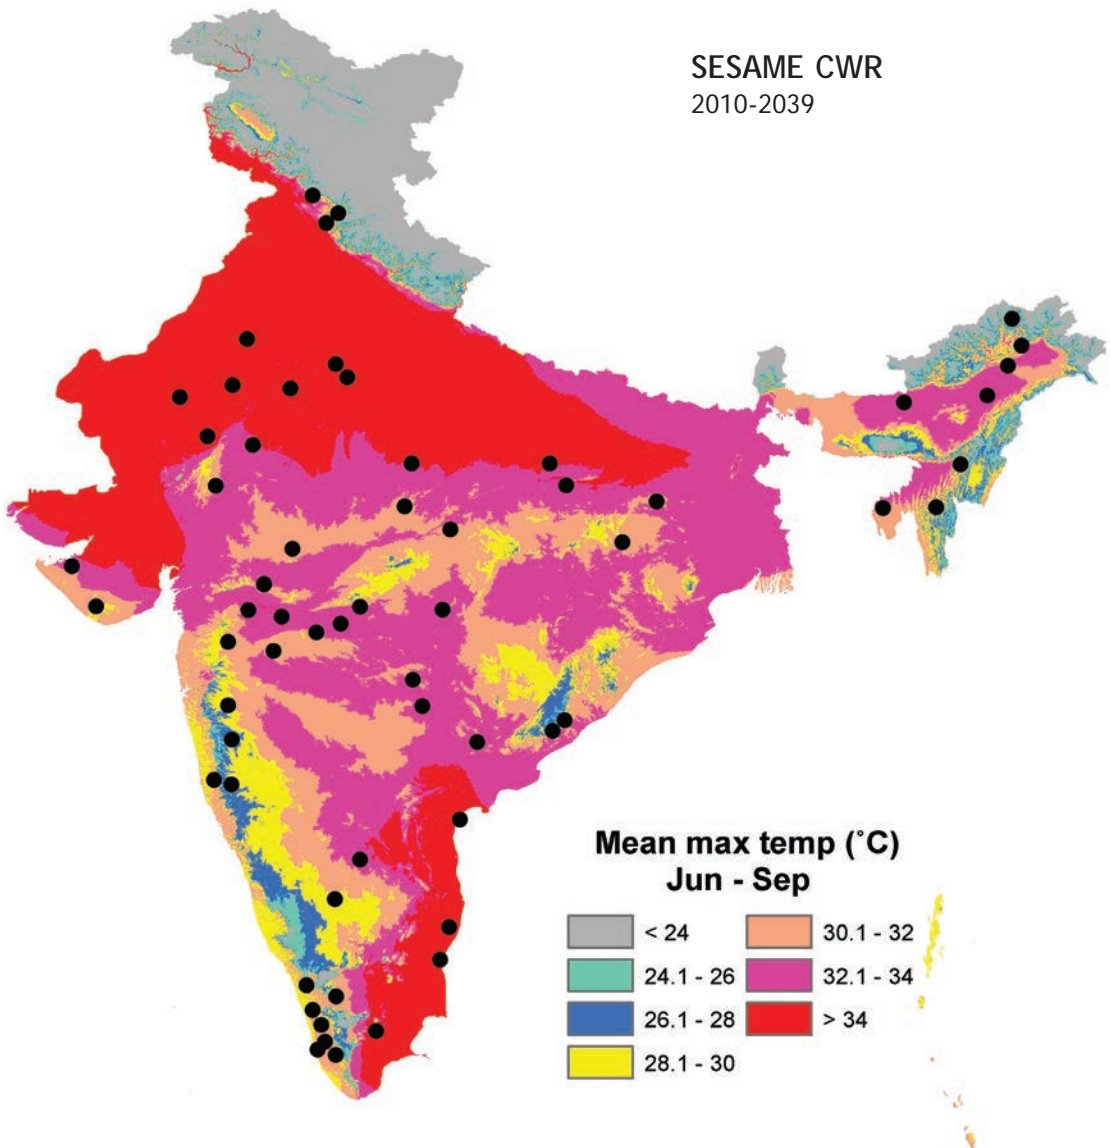 SESAME CWR
2010-2039
Mean max temp (˚C)
Jun - Sep
< 24
30.1 - 32
24.1 - 26
32.1 - 34
26.1 - 28
> 34
28.1 - 30